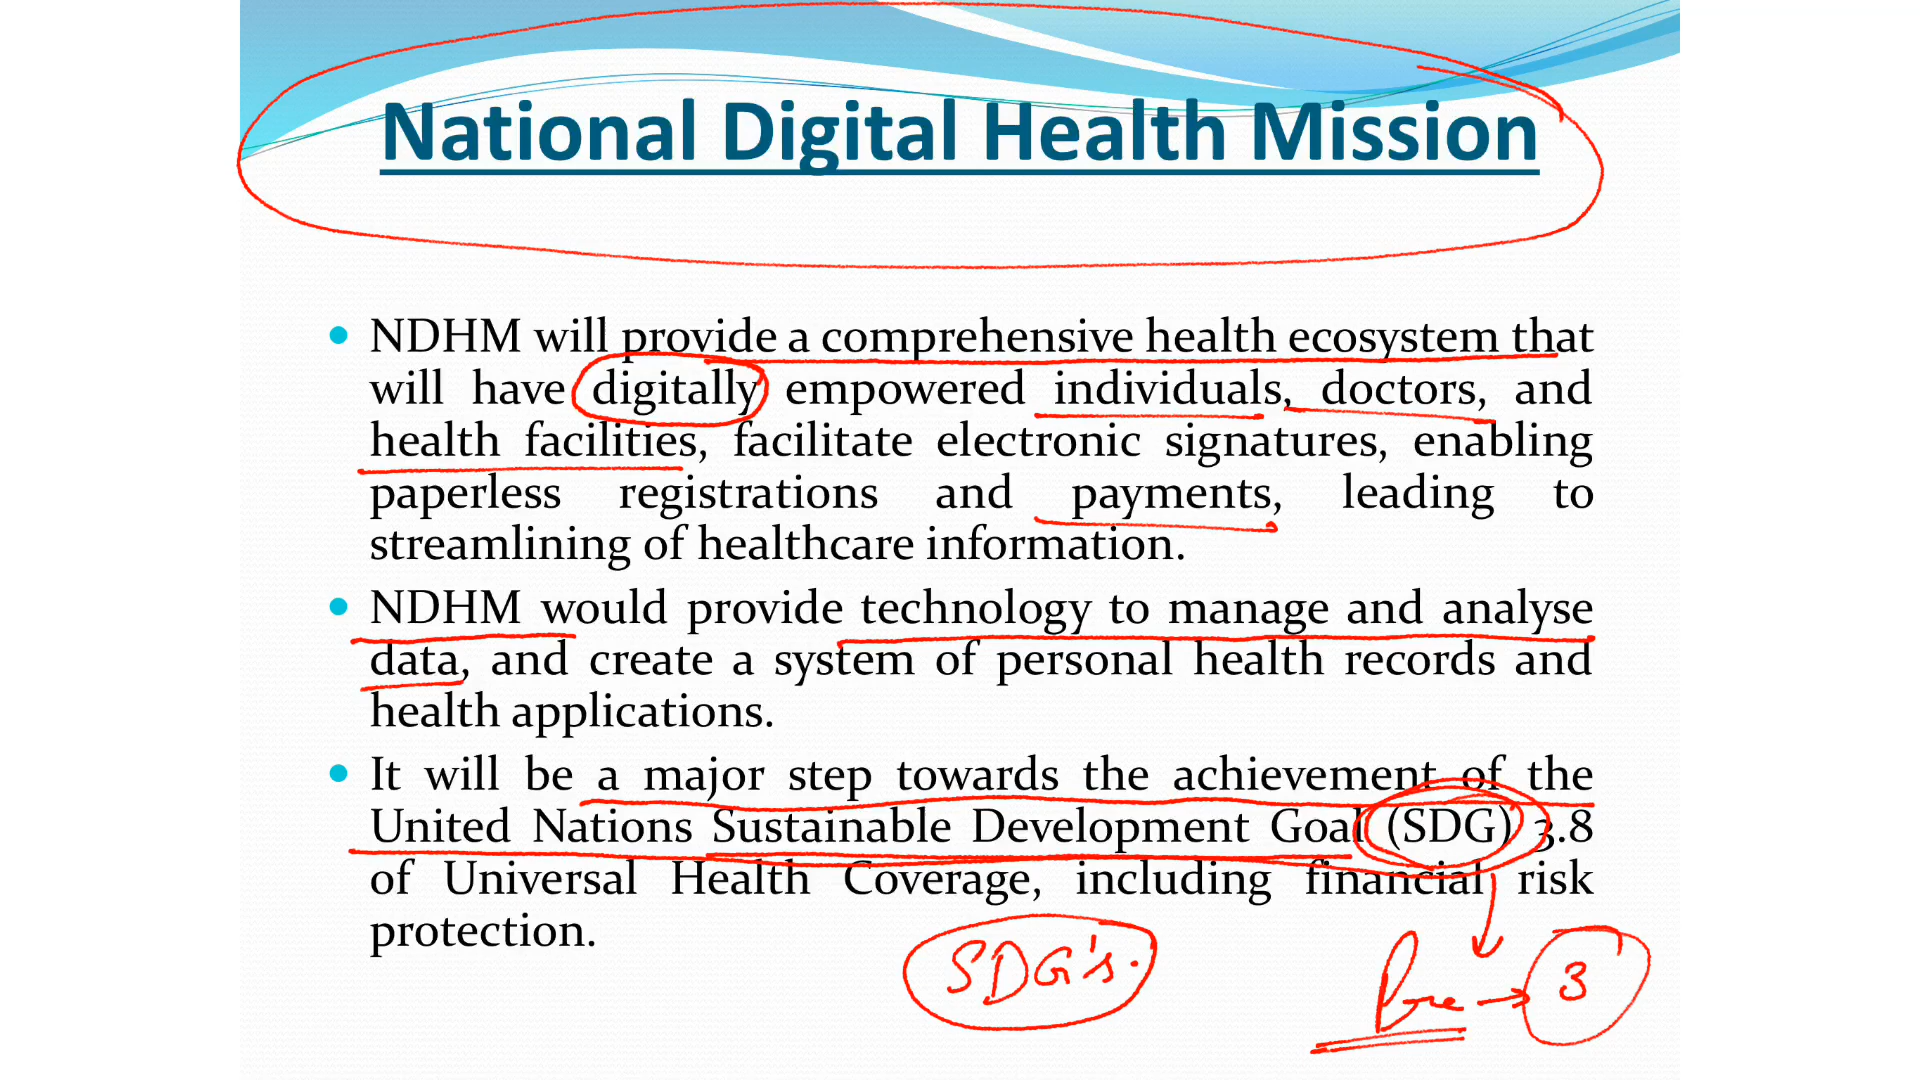 National Digital Health Mission
• NDHM will provide a comprehensive health ecosystem that
will have digitally empowered individuals, doctors, and
health facilities, facilitate electronic signatures, enabling
paperless registrations and payments, leading to
streamlining of healthcare information.
• NDHM would provide technology to manage and analyse
data, and create a system of personal health records and
health applications.
• It will be a major step towards the achievement of the
United Nations Sustainable Development Goal (SDG) 3.8
of Universal Health Coverage, including financial risk
protection.
SDG's.
Pre → 3